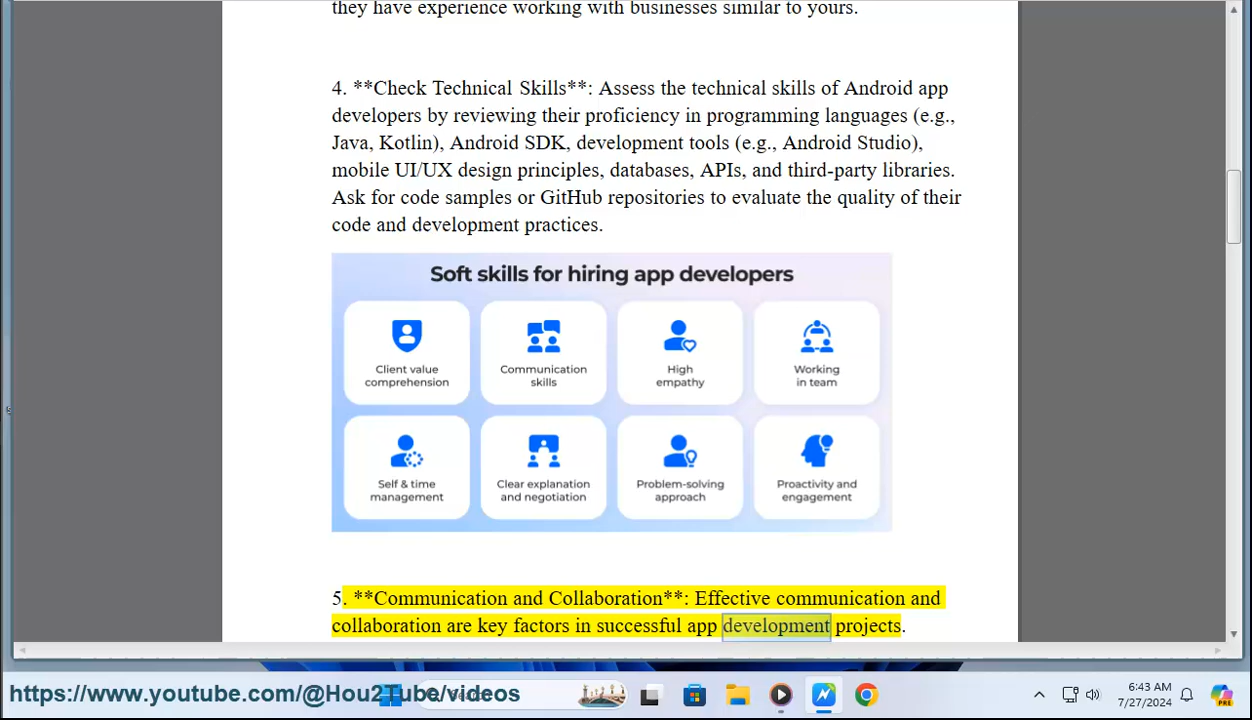 they have experience working with businesses similar to yours.
4. **Check Technical Skills**: Assess the technical skills of Android app
developers by reviewing their proficiency in programming languages (e.g.,
Java, Kotlin), Android SDK, development tools (e.g., Android Studio),
mobile UI/UX design principles, databases, APIs, and third-party libraries.
Ask for code samples or GitHub repositories to evaluate the quality of their
code and development practices.
Soft skills for hiring app developers
Client value
comprehension
Communication
skills
High
empathy
Working
in team
Self & time
management
Clear explanation
and negotiation
Problem-solving
approach
Proactivity and
engagement
5. **Communication and Collaboration**: Effective communication and
collaboration are key factors in successful app development projects.
https://www.youtube.com/@Hou2Tube/videos
Search
6:43 AM
7/27/2024
PRE